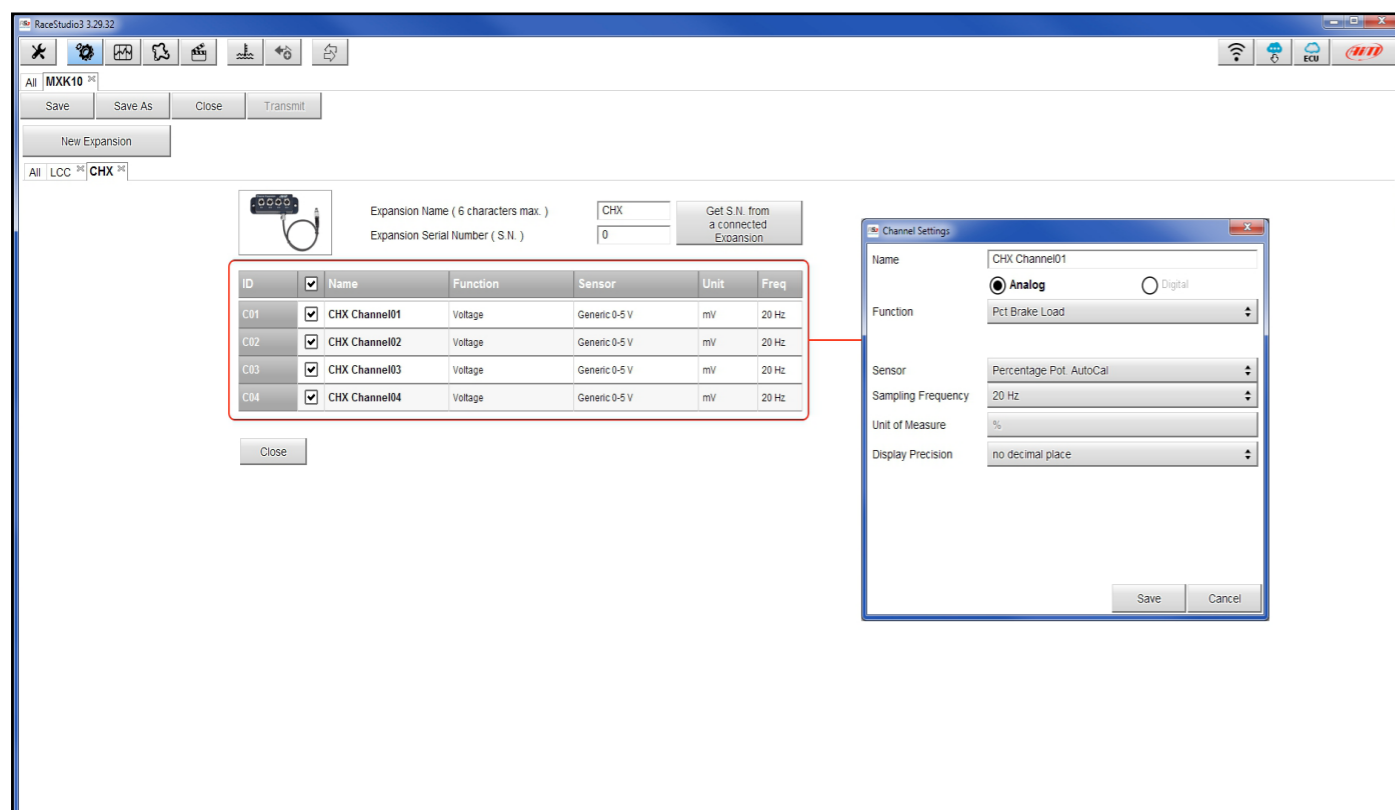 RaceStudio3 3.29.32
ECU
AiM
All MXK10
Save Save As Close Transmit
New Expansion
All LCC CHX
Expansion Name ( 6 characters max. ) CHX
Expansion Serial Number ( S.N. ) 0
Get S.N. from
a connected
Expansion
ID Name Function Sensor Unit Freq
C01 CHX Channel01 Voltage Generic 0-5 V mV 20 Hz
C02 CHX Channel02 Voltage Generic 0-5 V mV 20 Hz
C03 CHX Channel03 Voltage Generic 0-5 V mV 20 Hz
C04 CHX Channel04 Voltage Generic 0-5 V mV 20 Hz
Close
Channel Settings
Name CHX Channel01
Analog Digital
Function Pct Brake Load
Sensor Percentage Pot. AutoCal
Sampling Frequency 20 Hz
Unit of Measure %
Display Precision no decimal place
Save Cancel